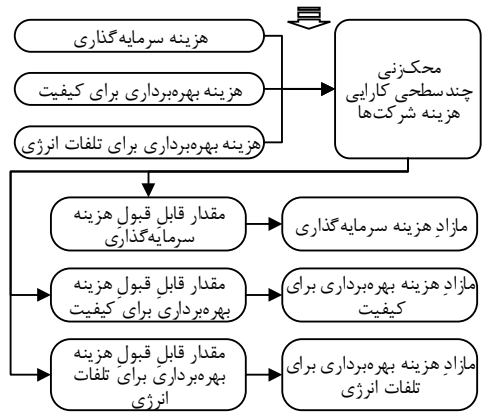 هزینه سرمایه‌گذاری
هزینه بهره‌برداری برای کیفیت
هزینه بهره‌برداری برای تلفات انرژی
محک‌زنی
چندسطحی کارایی
هزینه شرکت‌ها
مقدار قابلِ قبولِ هزینه
سرمایه‌گذاری
مازادِ هزینه سرمایه‌گذاری
مقدار قابلِ قبولِ هزینه
بهره‌برداری برای کیفیت
مازادِ هزینه بهره‌برداری برای
کیفیت
مقدار قابلِ قبولِ هزینه
بهره‌برداری برای تلفات
انرژی
مازادِ هزینه بهره‌برداری برای
تلفات انرژی